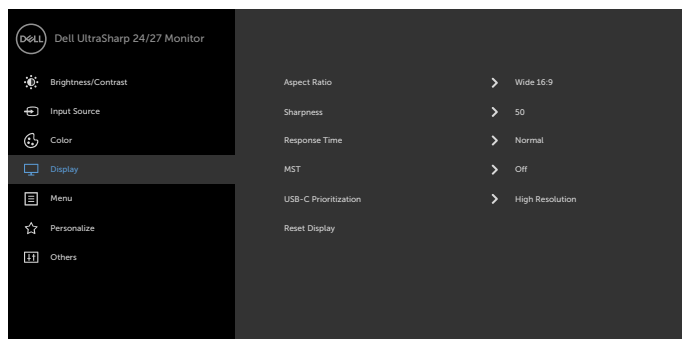 DELL
Dell UltraSharp 24/27 Monitor
Brightness/Contrast
Input Source
Color
Display
Menu
Personalize
Others
Aspect Ratio Wide 16:9
Sharpness 50
Response Time Normal
MST Off
USB-C Prioritization High Resolution
Reset Display